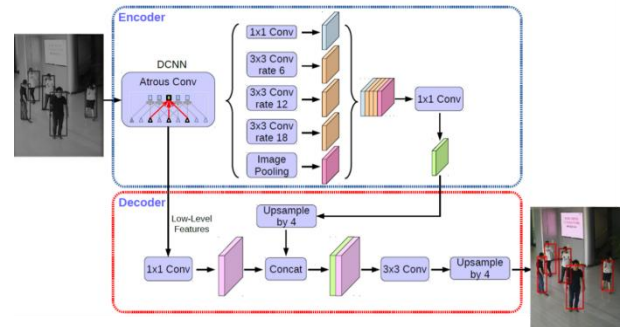 Encoder
DCNN
Atrous Conv
1x1 Conv
3x3 Conv
rate 6
3x3 Conv
rate 12
3x3 Conv
rate 18
Image
Pooling
1x1 Conv
Decoder
Low-Level
Features
Upsample
by 4
1x1 Conv
Concat
3x3 Conv
Upsample
by 4